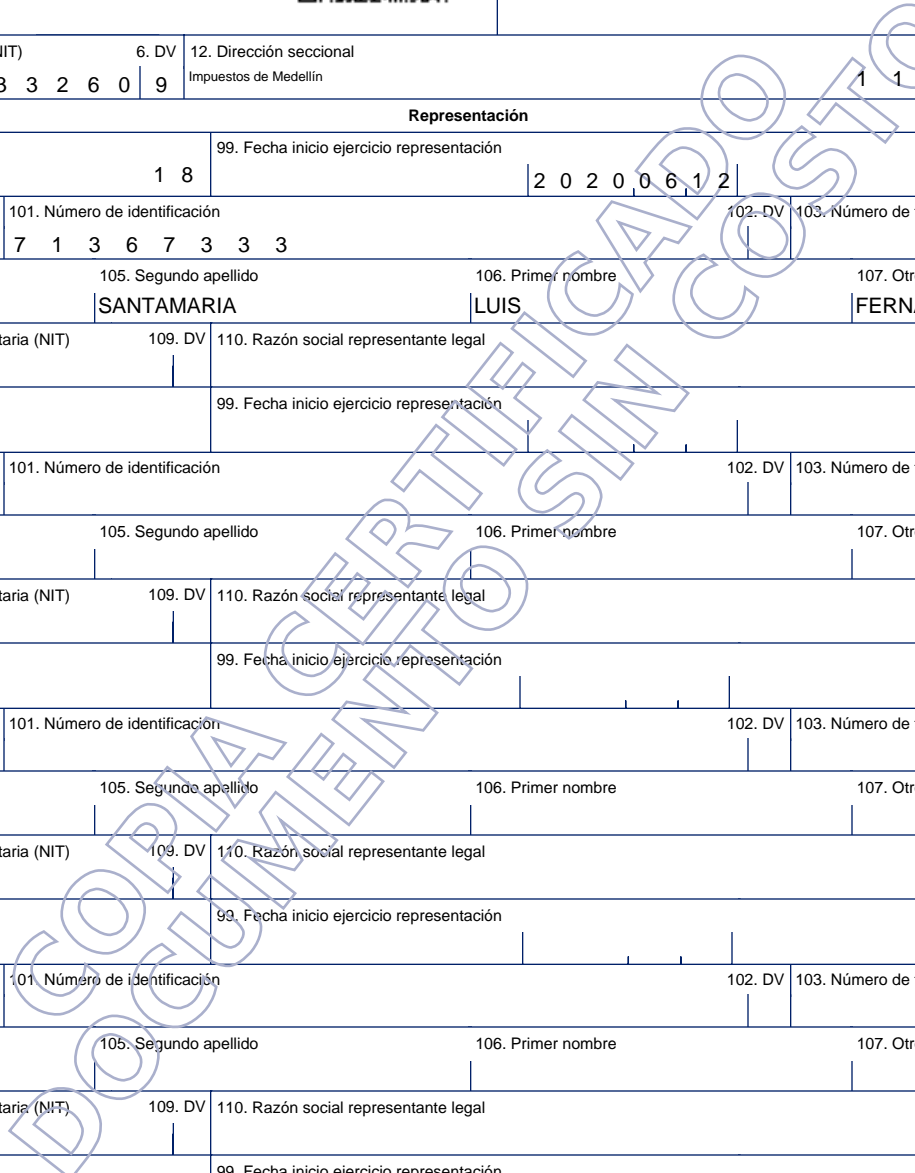 NIT) 6. DV 12. Dirección seccional
3 3 2 6 0 9 Impuestos de Medellín 1 1
Representación
99. Fecha inicio ejercicio representación
1 8 2 0 2 0 0 6 1 2
101. Número de identificación 102. DV 103. Número de
7 1 3 6 7 3 3 3
105. Segundo apellido 106. Primer nombre 107. Otr
SANTAMARIA LUIS FERNA
taria (NIT) 109. DV 110. Razón social representante legal
99. Fecha inicio ejercicio representación
101. Número de identificación 102. DV 103. Número de
105. Segundo apellido 106. Primer nombre 107. Otr
taria (NIT) 109. DV 110. Razón social representante legal
99. Fecha inicio ejercicio representación
101. Número de identificación 102. DV 103. Número de
105. Segundo apellido 106. Primer nombre 107. Otr
taria (NIT) 109. DV 110. Razón social representante legal
99. Fecha inicio ejercicio representación
101. Número de identificación 102. DV 103. Número de
105. Segundo apellido 106. Primer nombre 107. Otr
taria (NIT) 109. DV 110. Razón social representante legal
99. Fecha inicio ejercicio representación
COPIA CERTIFICADO
DOCUMENTO SIN COSTO